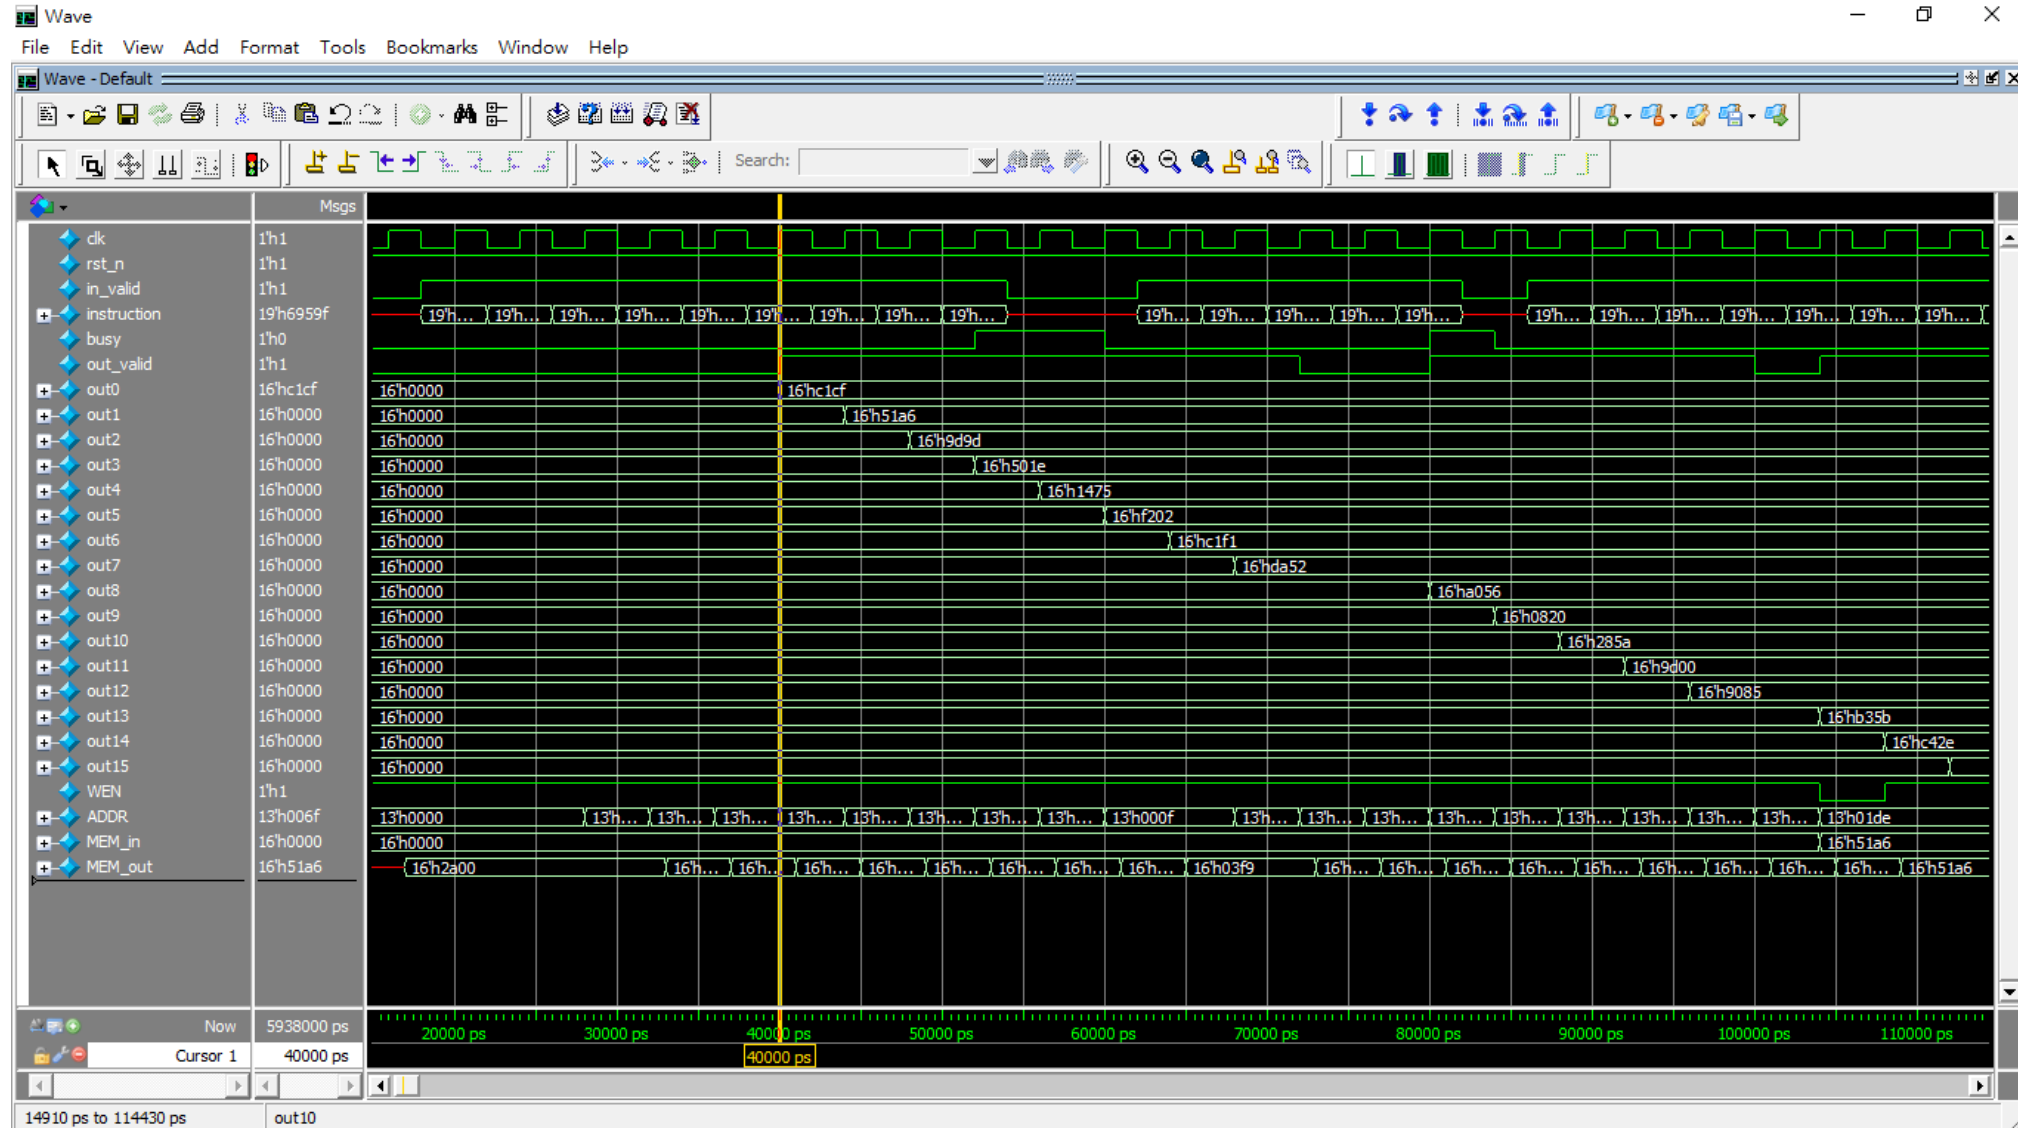 Wave
File Edit View Add Format Tools Bookmarks Window Help
Wave - Default
Search:
Msgs
clk 1'h1
rst_n 1'h1
in_valid 1'h1
instruction 19'h6959f 19'h... 19'h... 19'h... 19'h... 19'h... 19'h... 19'h... 19'h... 19'h... 19'h... 19'h... 19'h... 19'h... 19'h... 19'h... 19'h... 19'h... 19'h... 19'h... 19'h... 19'h...
busy 1'h0
out_valid 1'h1
out0 16'hc1cf 16'h0000 16'hc1cf
out1 16'h0000 16'h0000 16'h51a6
out2 16'h0000 16'h0000 16'h9d9d
out3 16'h0000 16'h0000 16'h501e
out4 16'h0000 16'h0000 16'h1475
out5 16'h0000 16'h0000 16'hf202
out6 16'h0000 16'h0000 16'hc1f1
out7 16'h0000 16'h0000 16'hda52
out8 16'h0000 16'h0000 16'ha056
out9 16'h0000 16'h0000 16'h0820
out10 16'h0000 16'h0000 16'h285a
out11 16'h0000 16'h0000 16'h9d00
out12 16'h0000 16'h0000 16'h9085
out13 16'h0000 16'h0000 16'hb35b
out14 16'h0000 16'h0000 16'hc42e
out15 16'h0000 16'h0000
WEN 1'h1
ADDR 13'h006f 13'h0000 13'h... 13'h... 13'h... 13'h... 13'h... 13'h... 13'h... 13'h... 13'h000f 13'h... 13'h... 13'h... 13'h... 13'h... 13'h... 13'h... 13'h... 13'h... 13'h01de
MEM_in 16'h0000 16'h0000 16'h51a6
MEM_out 16'h51a6 16'h2a00 16'h... 16'h... 16'h... 16'h... 16'h... 16'h... 16'h... 16'h... 16'h03f9 16'h... 16'h... 16'h... 16'h... 16'h... 16'h... 16'h... 16'h... 16'h... 16'h51a6
Now 5938000 ps 20000 ps 30000 ps 40000 ps 50000 ps 60000 ps 70000 ps 80000 ps 90000 ps 100000 ps 110000 ps
Cursor 1 40000 ps 40000 ps
14910 ps to 114430 ps out10